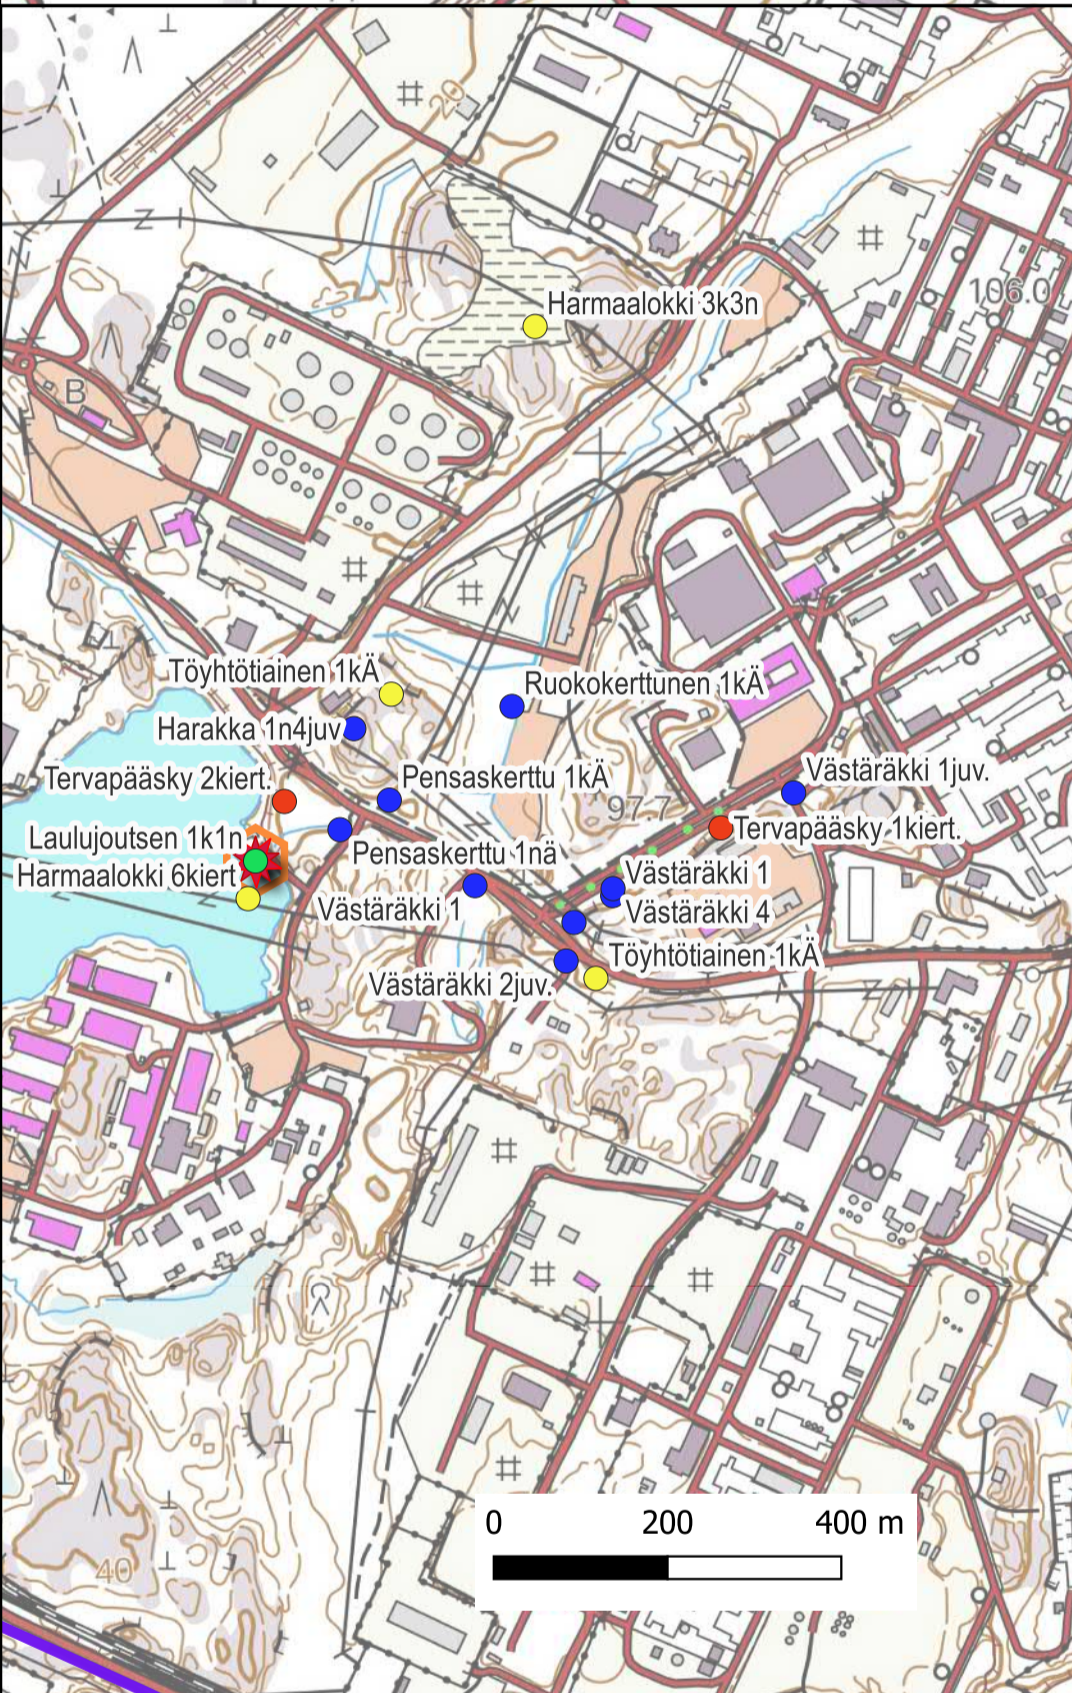 20
106.0
Harmaalokki 3k3n
B
Töyhtötiainen 1kÄ
Ruokokerttunen 1kÄ
Harakka 1n4juv
Tervapääsky 2kiert.
Pensaskerttu 1kÄ
Västäräkki 1juv.
97.7
Tervapääsky 1kiert.
Laulujoutsen 1k1n
Pensaskerttu 1nä
Harmaalokki 6kiert
Västäräkki 1
Västäräkki 1
Västäräkki 4
Töyhtötiainen 1kÄ
Västäräkki 2juv.
0 200 400 m
40